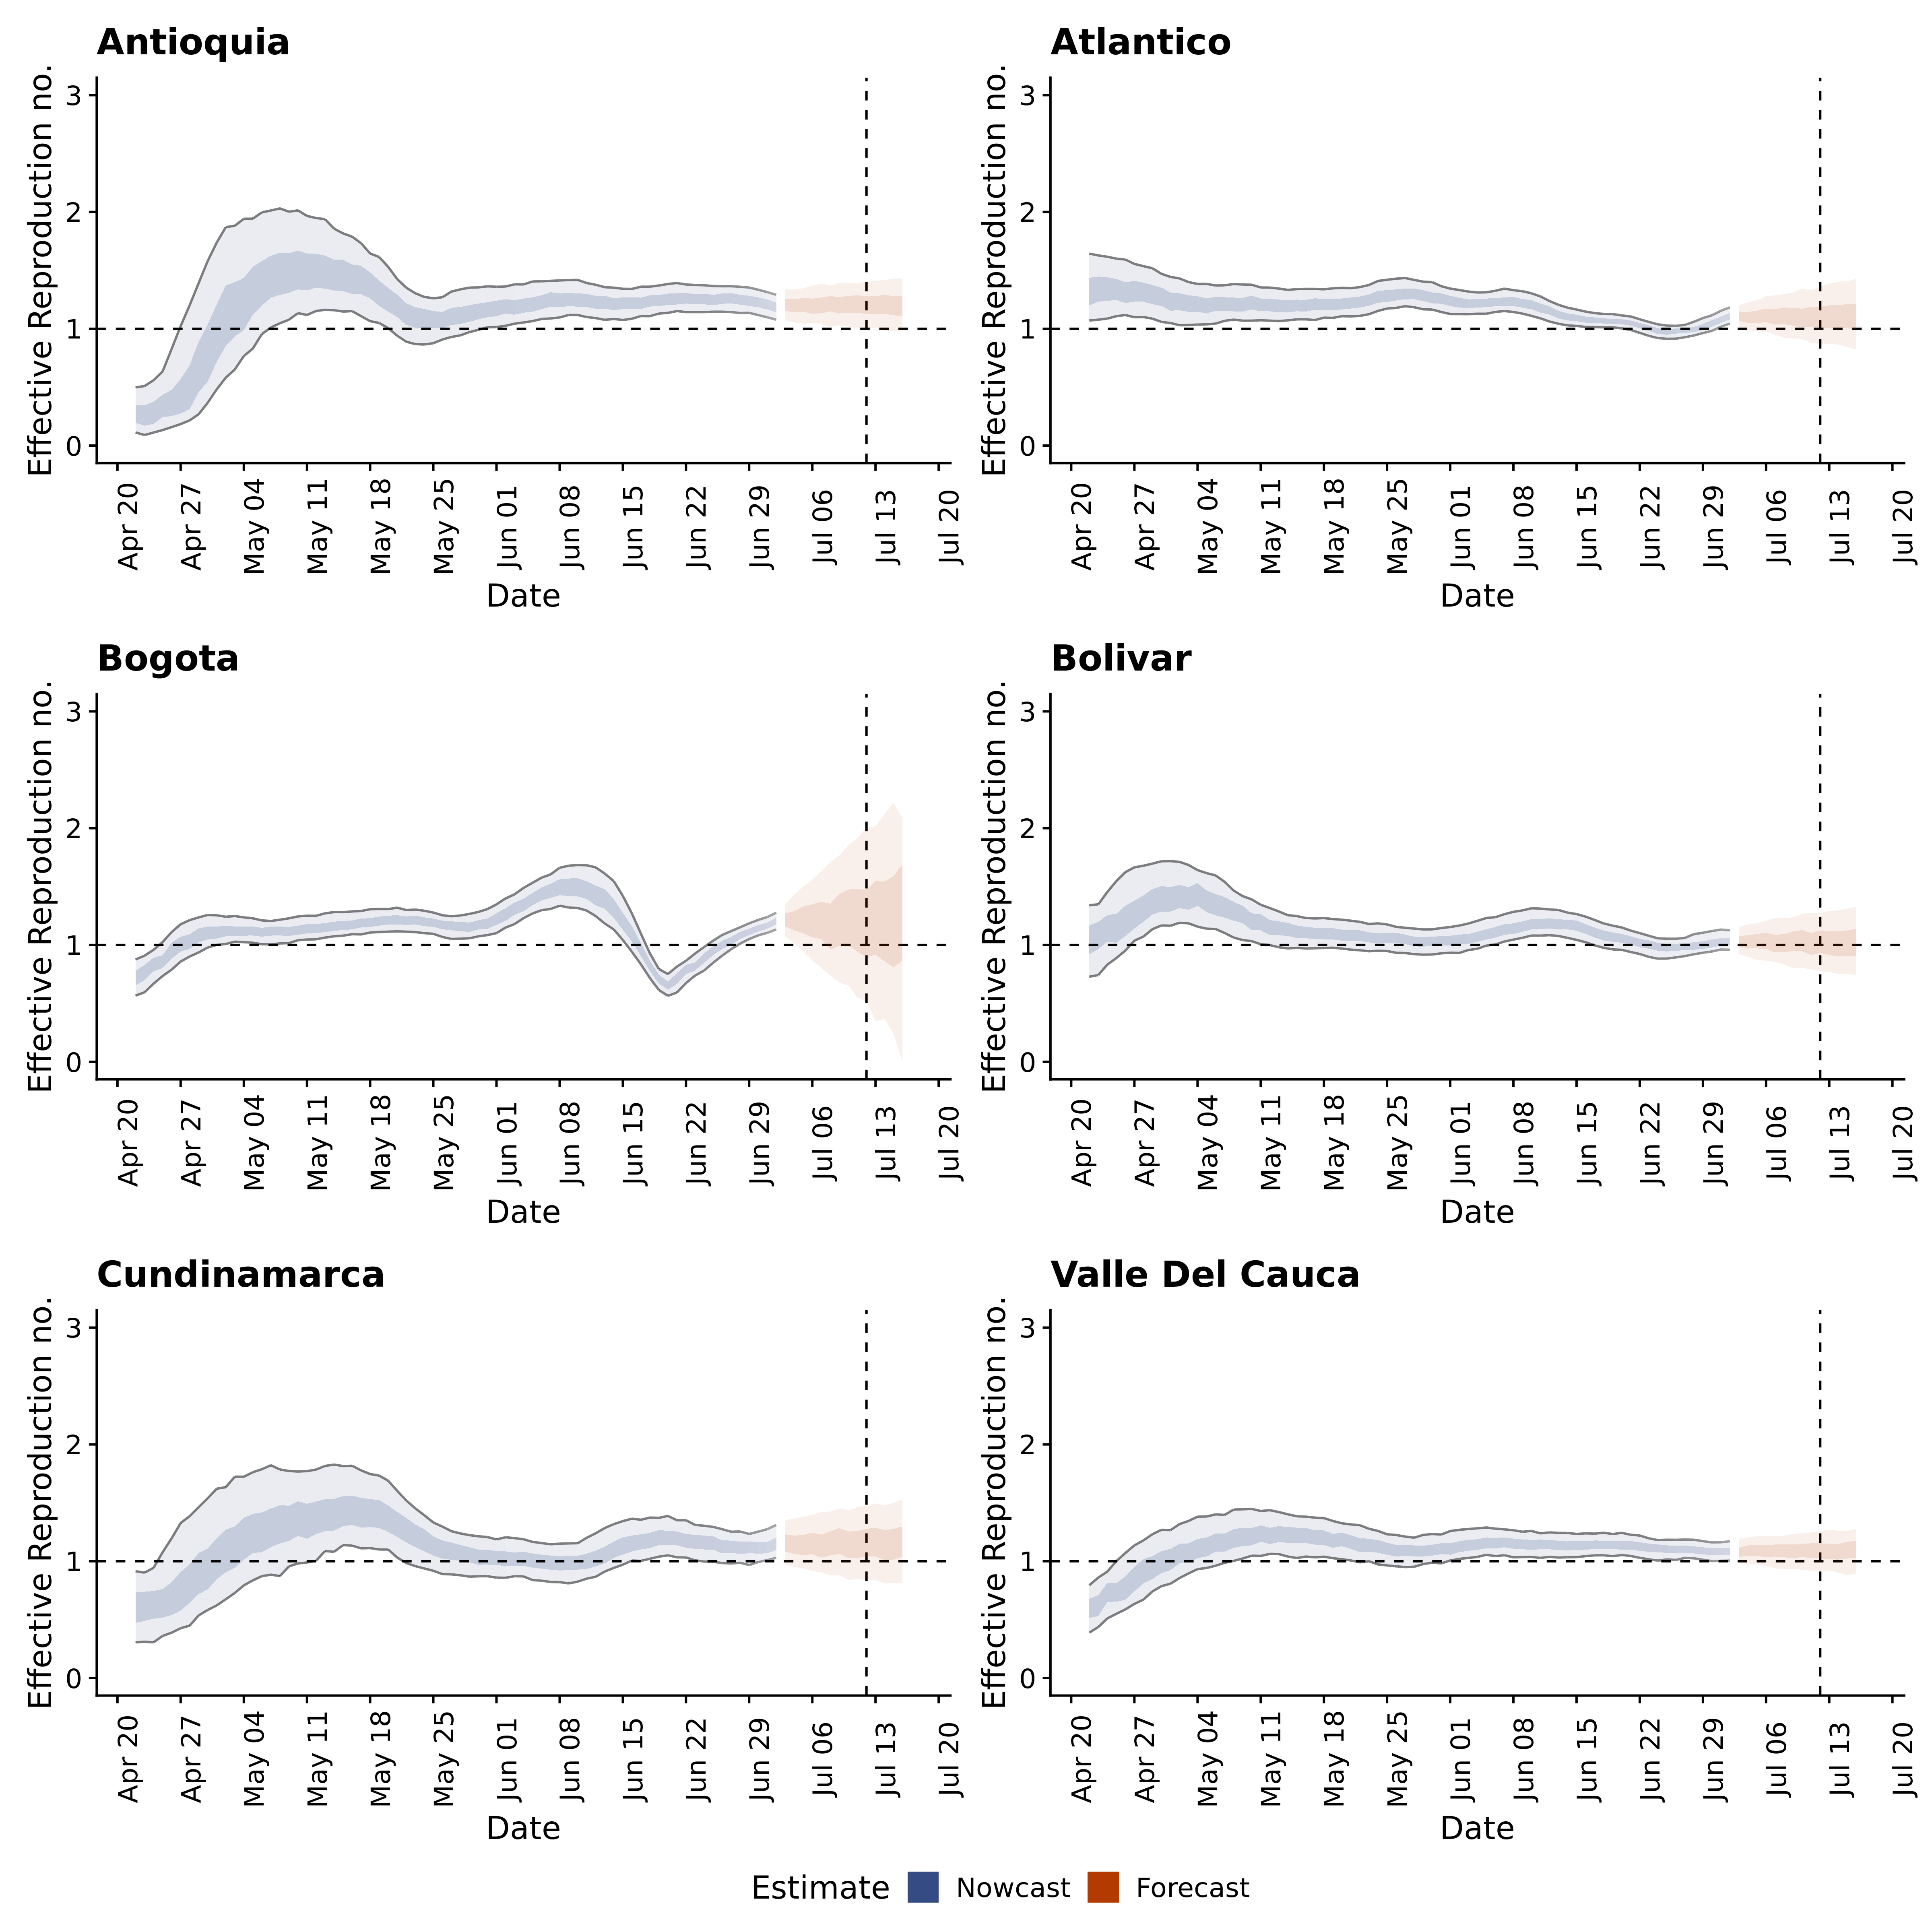 Antioquia
Effective Reproduction no.
3
2
1
0
Apr 20
Apr 27
May 04
May 11
May 18
May 25
Jun 01
Jun 08
Jun 15
Jun 22
Jun 29
Jul 06
Jul 13
Jul 20
Date
Atlantico
Effective Reproduction no.
3
2
1
0
Apr 20
Apr 27
May 04
May 11
May 18
May 25
Jun 01
Jun 08
Jun 15
Jun 22
Jun 29
Jul 06
Jul 13
Jul 20
Date
Bogota
Effective Reproduction no.
3
2
1
0
Apr 20
Apr 27
May 04
May 11
May 18
May 25
Jun 01
Jun 08
Jun 15
Jun 22
Jun 29
Jul 06
Jul 13
Jul 20
Date
Bolivar
Effective Reproduction no.
3
2
1
0
Apr 20
Apr 27
May 04
May 11
May 18
May 25
Jun 01
Jun 08
Jun 15
Jun 22
Jun 29
Jul 06
Jul 13
Jul 20
Date
Cundinamarca
Effective Reproduction no.
3
2
1
0
Apr 20
Apr 27
May 04
May 11
May 18
May 25
Jun 01
Jun 08
Jun 15
Jun 22
Jun 29
Jul 06
Jul 13
Jul 20
Date
Valle Del Cauca
Effective Reproduction no.
3
2
1
0
Apr 20
Apr 27
May 04
May 11
May 18
May 25
Jun 01
Jun 08
Jun 15
Jun 22
Jun 29
Jul 06
Jul 13
Jul 20
Date
Estimate Nowcast Forecast